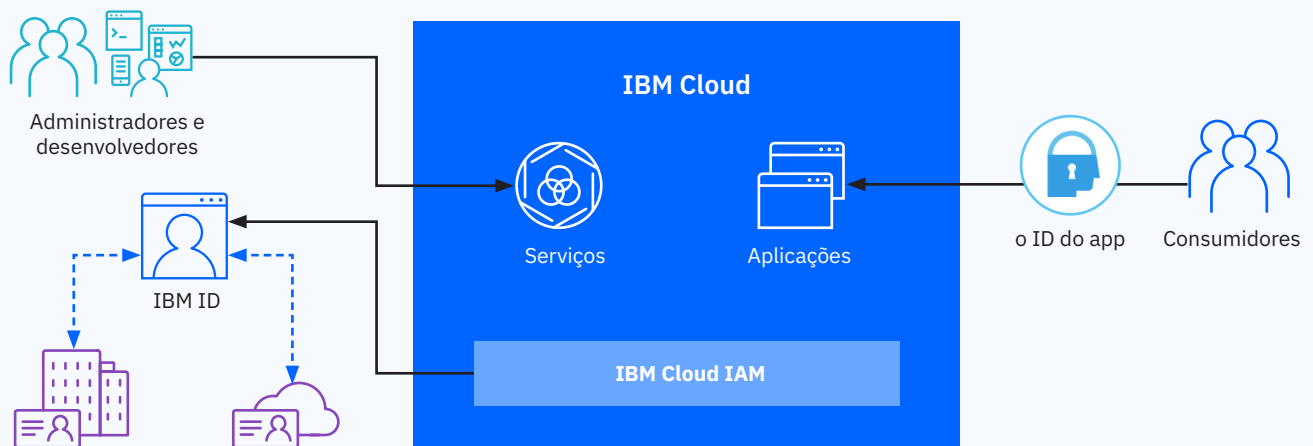 IBM Cloud
Administradores e
desenvolvedores
Serviços
Aplicações
o ID do app
Consumidores
IBM ID
IBM Cloud IAM